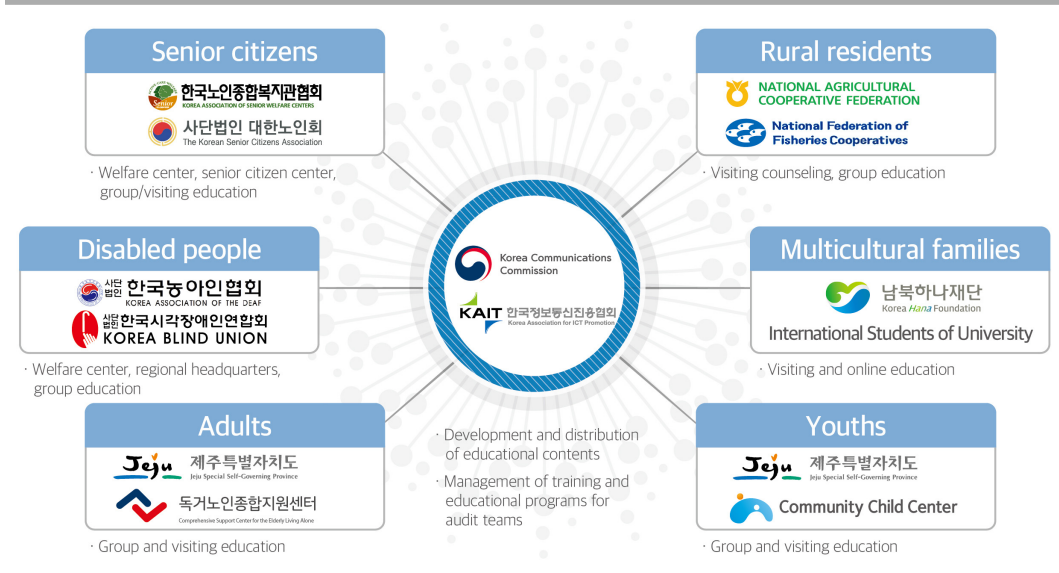 Senior citizens
Senior
한국노인종합복지관협회
KOREA ASSOCIATION OF SENIOR WELFARE CENTERS
사단법인 대한노인회
The Korean Senior Citizens Association
· Welfare center, senior citizen center,
group/visiting education
Rural residents
NATIONAL AGRICULTURAL
COOPERATIVE FEDERATION
National Federation of
Fisheries Cooperatives
· Visiting counseling, group education
Disabled people
사단법인 한국농아인협회
KOREA ASSOCIATION OF THE DEAF
사단법인 한국시각장애인연합회
KOREA BLIND UNION
· Welfare center, regional headquarters,
group education
Korea Communications
Commission
KAIT 한국정보통신진흥협회
Korea Association for ICT Promotion
Multicultural families
남북하나재단
Korea Hana Foundation
International Students of University
· Visiting and online education
Adults
Jeju 제주특별자치도
Jeju Special Self-Governing Province
독거노인종합지원센터
Comprehensive Support Center for the Elderly Living Alone
· Group and visiting education
· Development and distribution
of educational contents
· Management of training and
educational programs for
audit teams
Youths
Jeju 제주특별자치도
Jeju Special Self-Governing Province
Community Child Center
· Group and visiting education